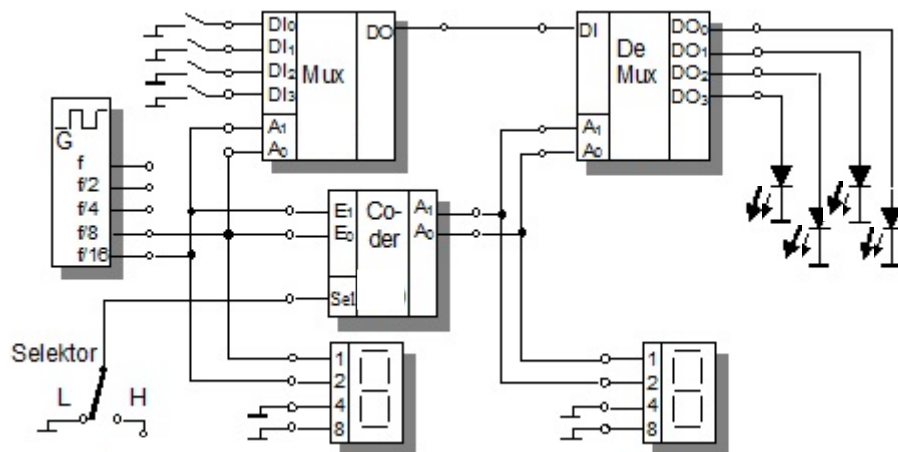 DI₀
DI₁
DI₂
DI₃
Mux
DO
A₁
A₀
DI
De
Mux
DO₀
DO₁
DO₂
DO₃
A₁
A₀
G
f
f/2
f/4
f/8
f/16
E₁
E₀
Set
Co-
der
A₁
A₀
Selektor
L
H
1
2
4
8
1
2
4
8